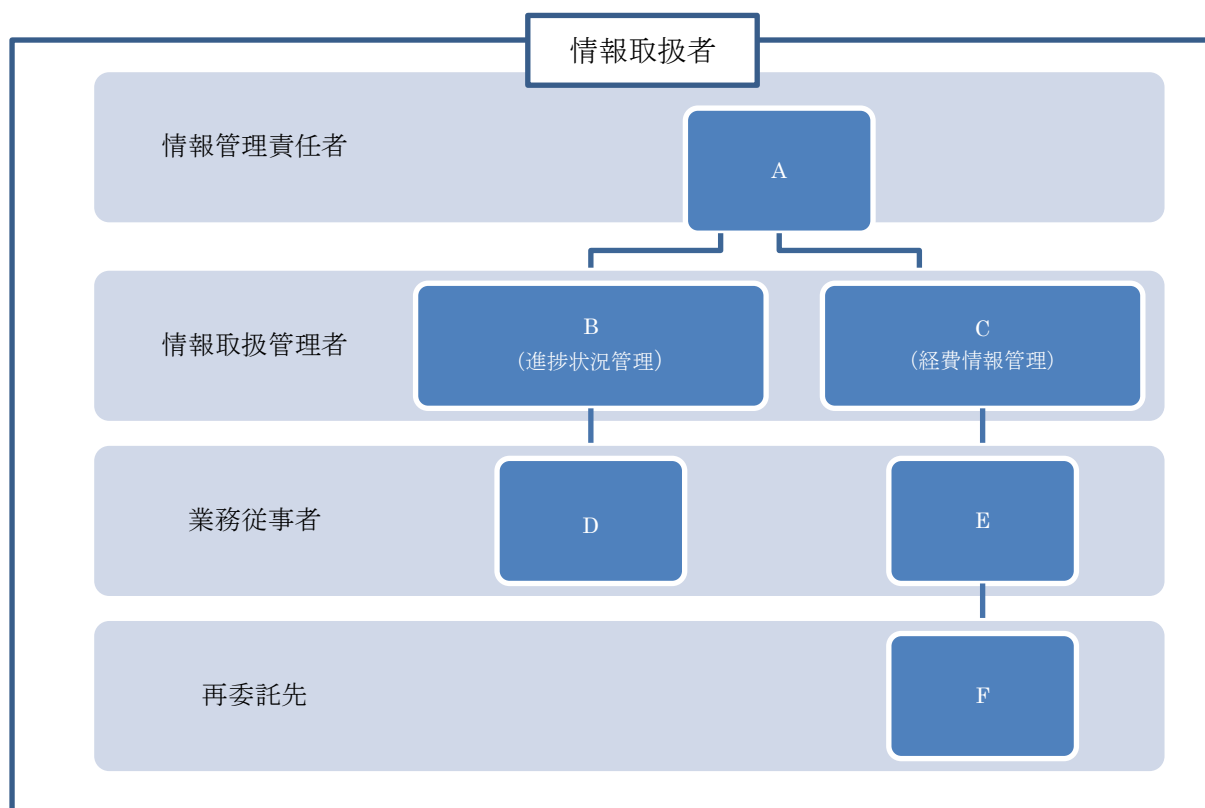 情報取扱者
情報管理責任者
A
情報取扱管理者
B
(進捗状況管理)
C
(経費情報管理)
業務従事者
D
E
再委託先
F